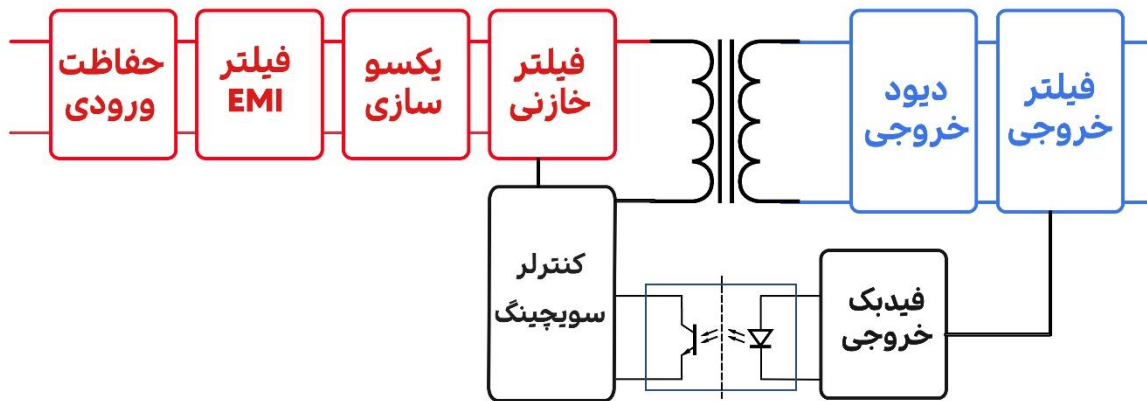 حفاظت
ورودی
فیلتر
EMI
یکسو
سازی
فیلتر
خازنی
دیود
خروجی
فیلتر
خروجی
کنترلر
سویچینگ
فیدبک
خروجی